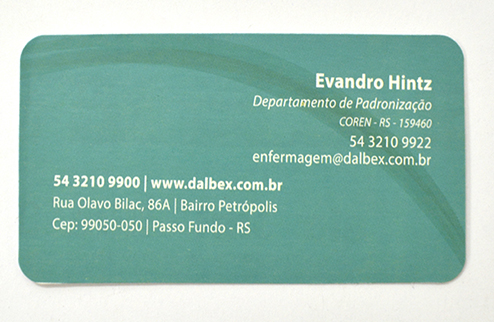 Evandro Hintz
Departamento de Padronização
COREN - RS - 159460
54 3210 9922
enfermagem@dalbex.com.br
54 3210 9900 | www.dalbex.com.br
Rua Olavo Bilac, 86A | Bairro Petrópolis
Cep: 99050-050 | Passo Fundo - RS